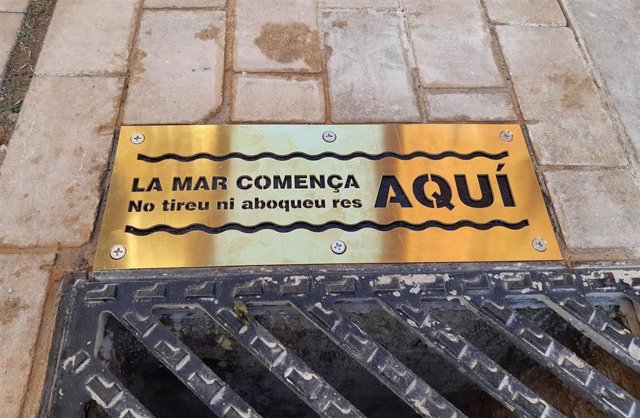 LA MAR COMENÇA AQUÍ
No tireu ni aboqueu res